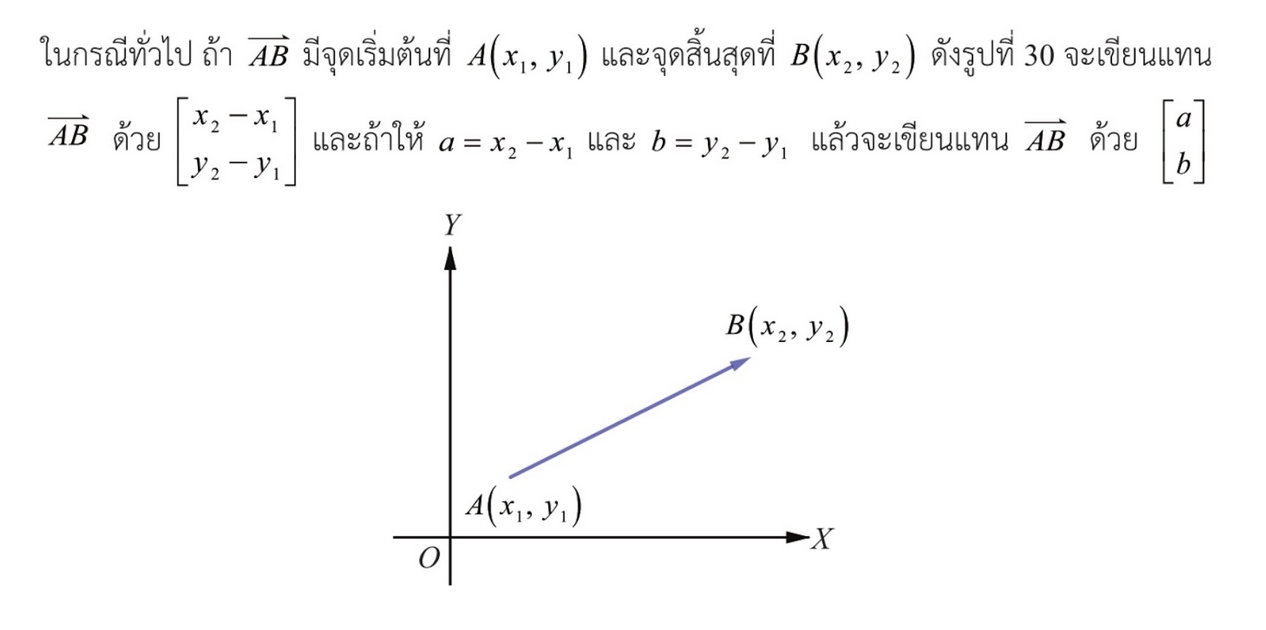 ในกรณีทั่วไป ถ้า $\overrightarrow{AB}$ มีจุดเริ่มต้นที่ $A(x_1, y_1)$ และจุดสิ้นสุดที่ $B(x_2, y_2)$ ดังรูปที่ 30 จะเขียนแทน
$\overrightarrow{AB}$ ด้วย $\begin{bmatrix} x_2 - x_1 \\ y_2 - y_1 \end{bmatrix}$ และถ้าให้ $a = x_2 - x_1$ และ $b = y_2 - y_1$ แล้วจะเขียนแทน $\overrightarrow{AB}$ ด้วย $\begin{bmatrix} a \\ b \end{bmatrix}$
Y
$B(x_2, y_2)$
$A(x_1, y_1)$
X
O